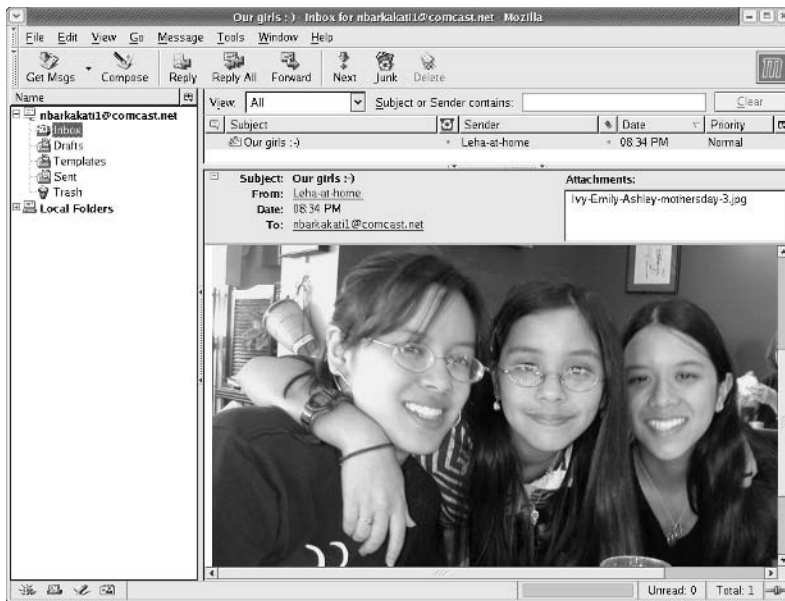 Our girls : ) - Inbox for nbarkakati1@comcast.net - Mozilla
File Edit View Go Message Tools Window Help
Get Msgs Compose Reply Reply All Forward Next Junk Delete
Name
View: All Subject or Sender contains: Clear
nbarkakati1@comcast.net
Inbox
Drafts
Templates
Sent
Trash
Local Folders
Subject Sender Date Priority
Our girls :-) Leha-at-home 08:34 PM Normal
Subject: Our girls :-)
From: Leha-at-home
Date: 08:34 PM
To: nbarkakati1@comcast.net
Attachments:
Ivy-Emily-Ashley-mothersday-3.jpg
Unread: 0 Total: 1